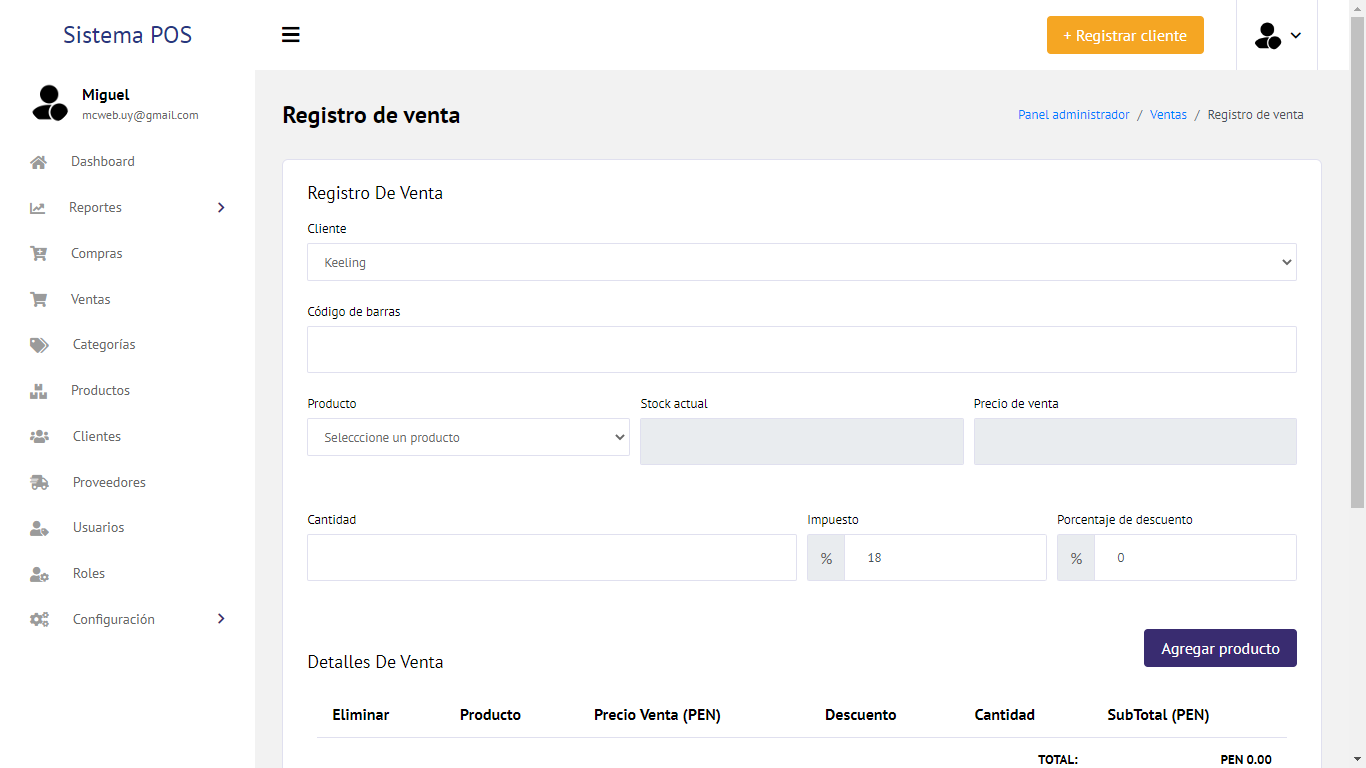 Sistema POS
+ Registrar cliente
Miguel
mcweb.uy@gmail.com
Dashboard
Reportes
Compras
Ventas
Categorías
Productos
Clientes
Proveedores
Usuarios
Roles
Configuración
Registro de venta
Panel administrador / Ventas / Registro de venta
Registro De Venta
Cliente
Keeling
Código de barras
Producto Stock actual Precio de venta
Selecccione un producto
Cantidad Impuesto Porcentaje de descuento
% 18 % 0
Agregar producto
Detalles De Venta
Eliminar Producto Precio Venta (PEN) Descuento Cantidad SubTotal (PEN)
TOTAL: PEN 0.00